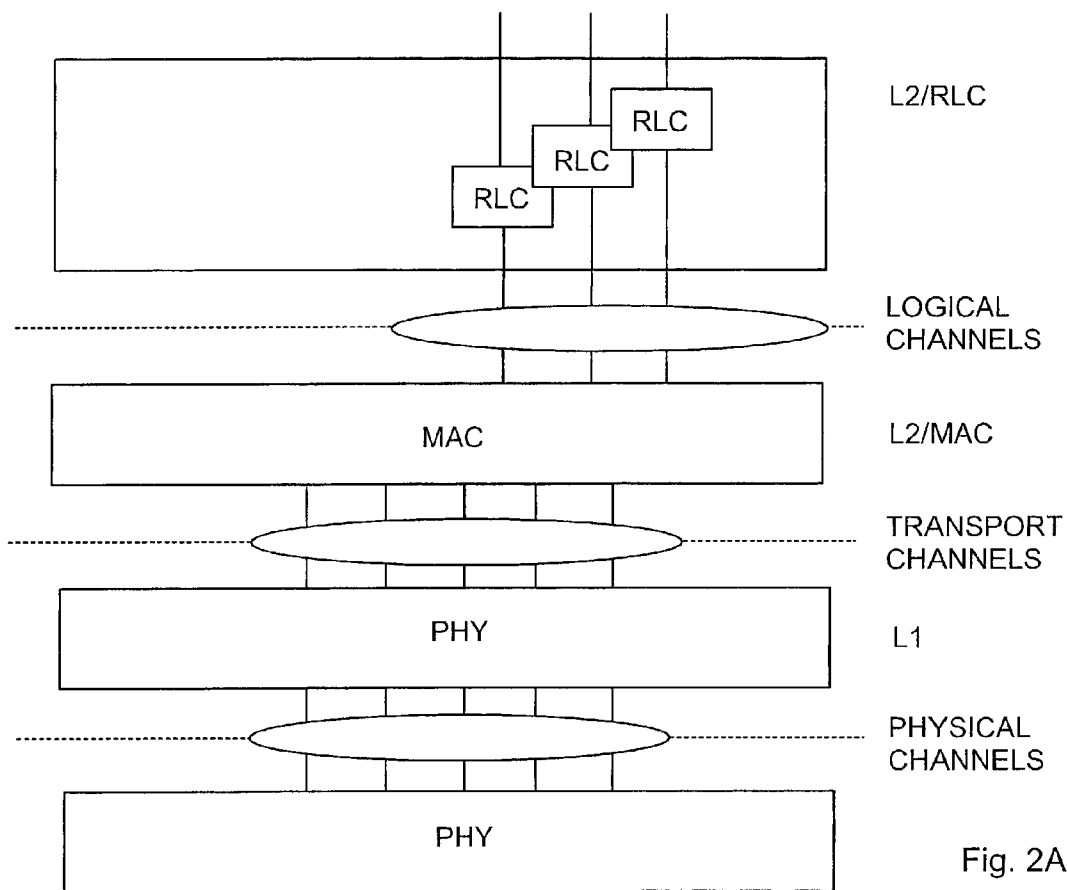 L2/RLC
RLC
RLC
RLC
LOGICAL
CHANNELS
MAC
L2/MAC
TRANSPORT
CHANNELS
PHY
L1
PHYSICAL
CHANNELS
PHY
Fig. 2A